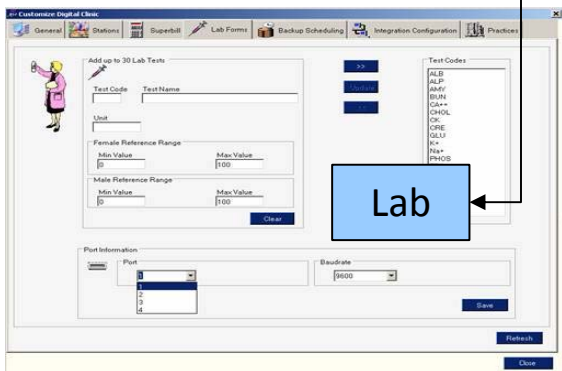 Customize Digital Clinic
General Stations Superbill Lab Forms Backup Scheduling Integration Configuration Practices
Add up to 30 Lab Tests
Test Code Test Name
Unit
Female Reference Range
Min Value Max Value
0 100
Male Reference Range
Min Value Max Value
0 100
Clear
>>
Update
<<
Test Codes
ALB
ALP
AMY
BUN
CA++
CHOL
CK
CRE
GLU
K+
Na+
PHOS
Lab
Port Information
Port
1
1
2
3
4
Baudrate
9600
Save
Refresh
Close